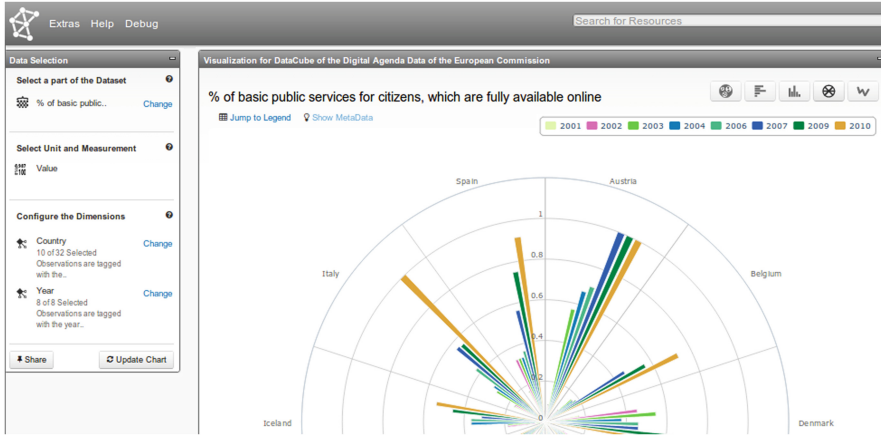 Extras Help Debug
Search for Resources
Data Selection
Select a part of the Dataset
% of basic public.. Change
Select Unit and Measurement
Value
Configure the Dimensions
Country Change
10 of 32 Selected
Observations are tagged
with the..
Year Change
8 of 8 Selected
Observations are tagged
with the year...
Share Update Chart
Visualization for DataCube of the Digital Agenda Data of the European Commission
% of basic public services for citizens, which are fully available online
Jump to Legend Show MetaData
2001 2002 2003 2004 2006 2007 2009 2010
Spain Austria
1
0.8
Italy Belgium
0.6
0.4
0.2
Iceland 0 Denmark